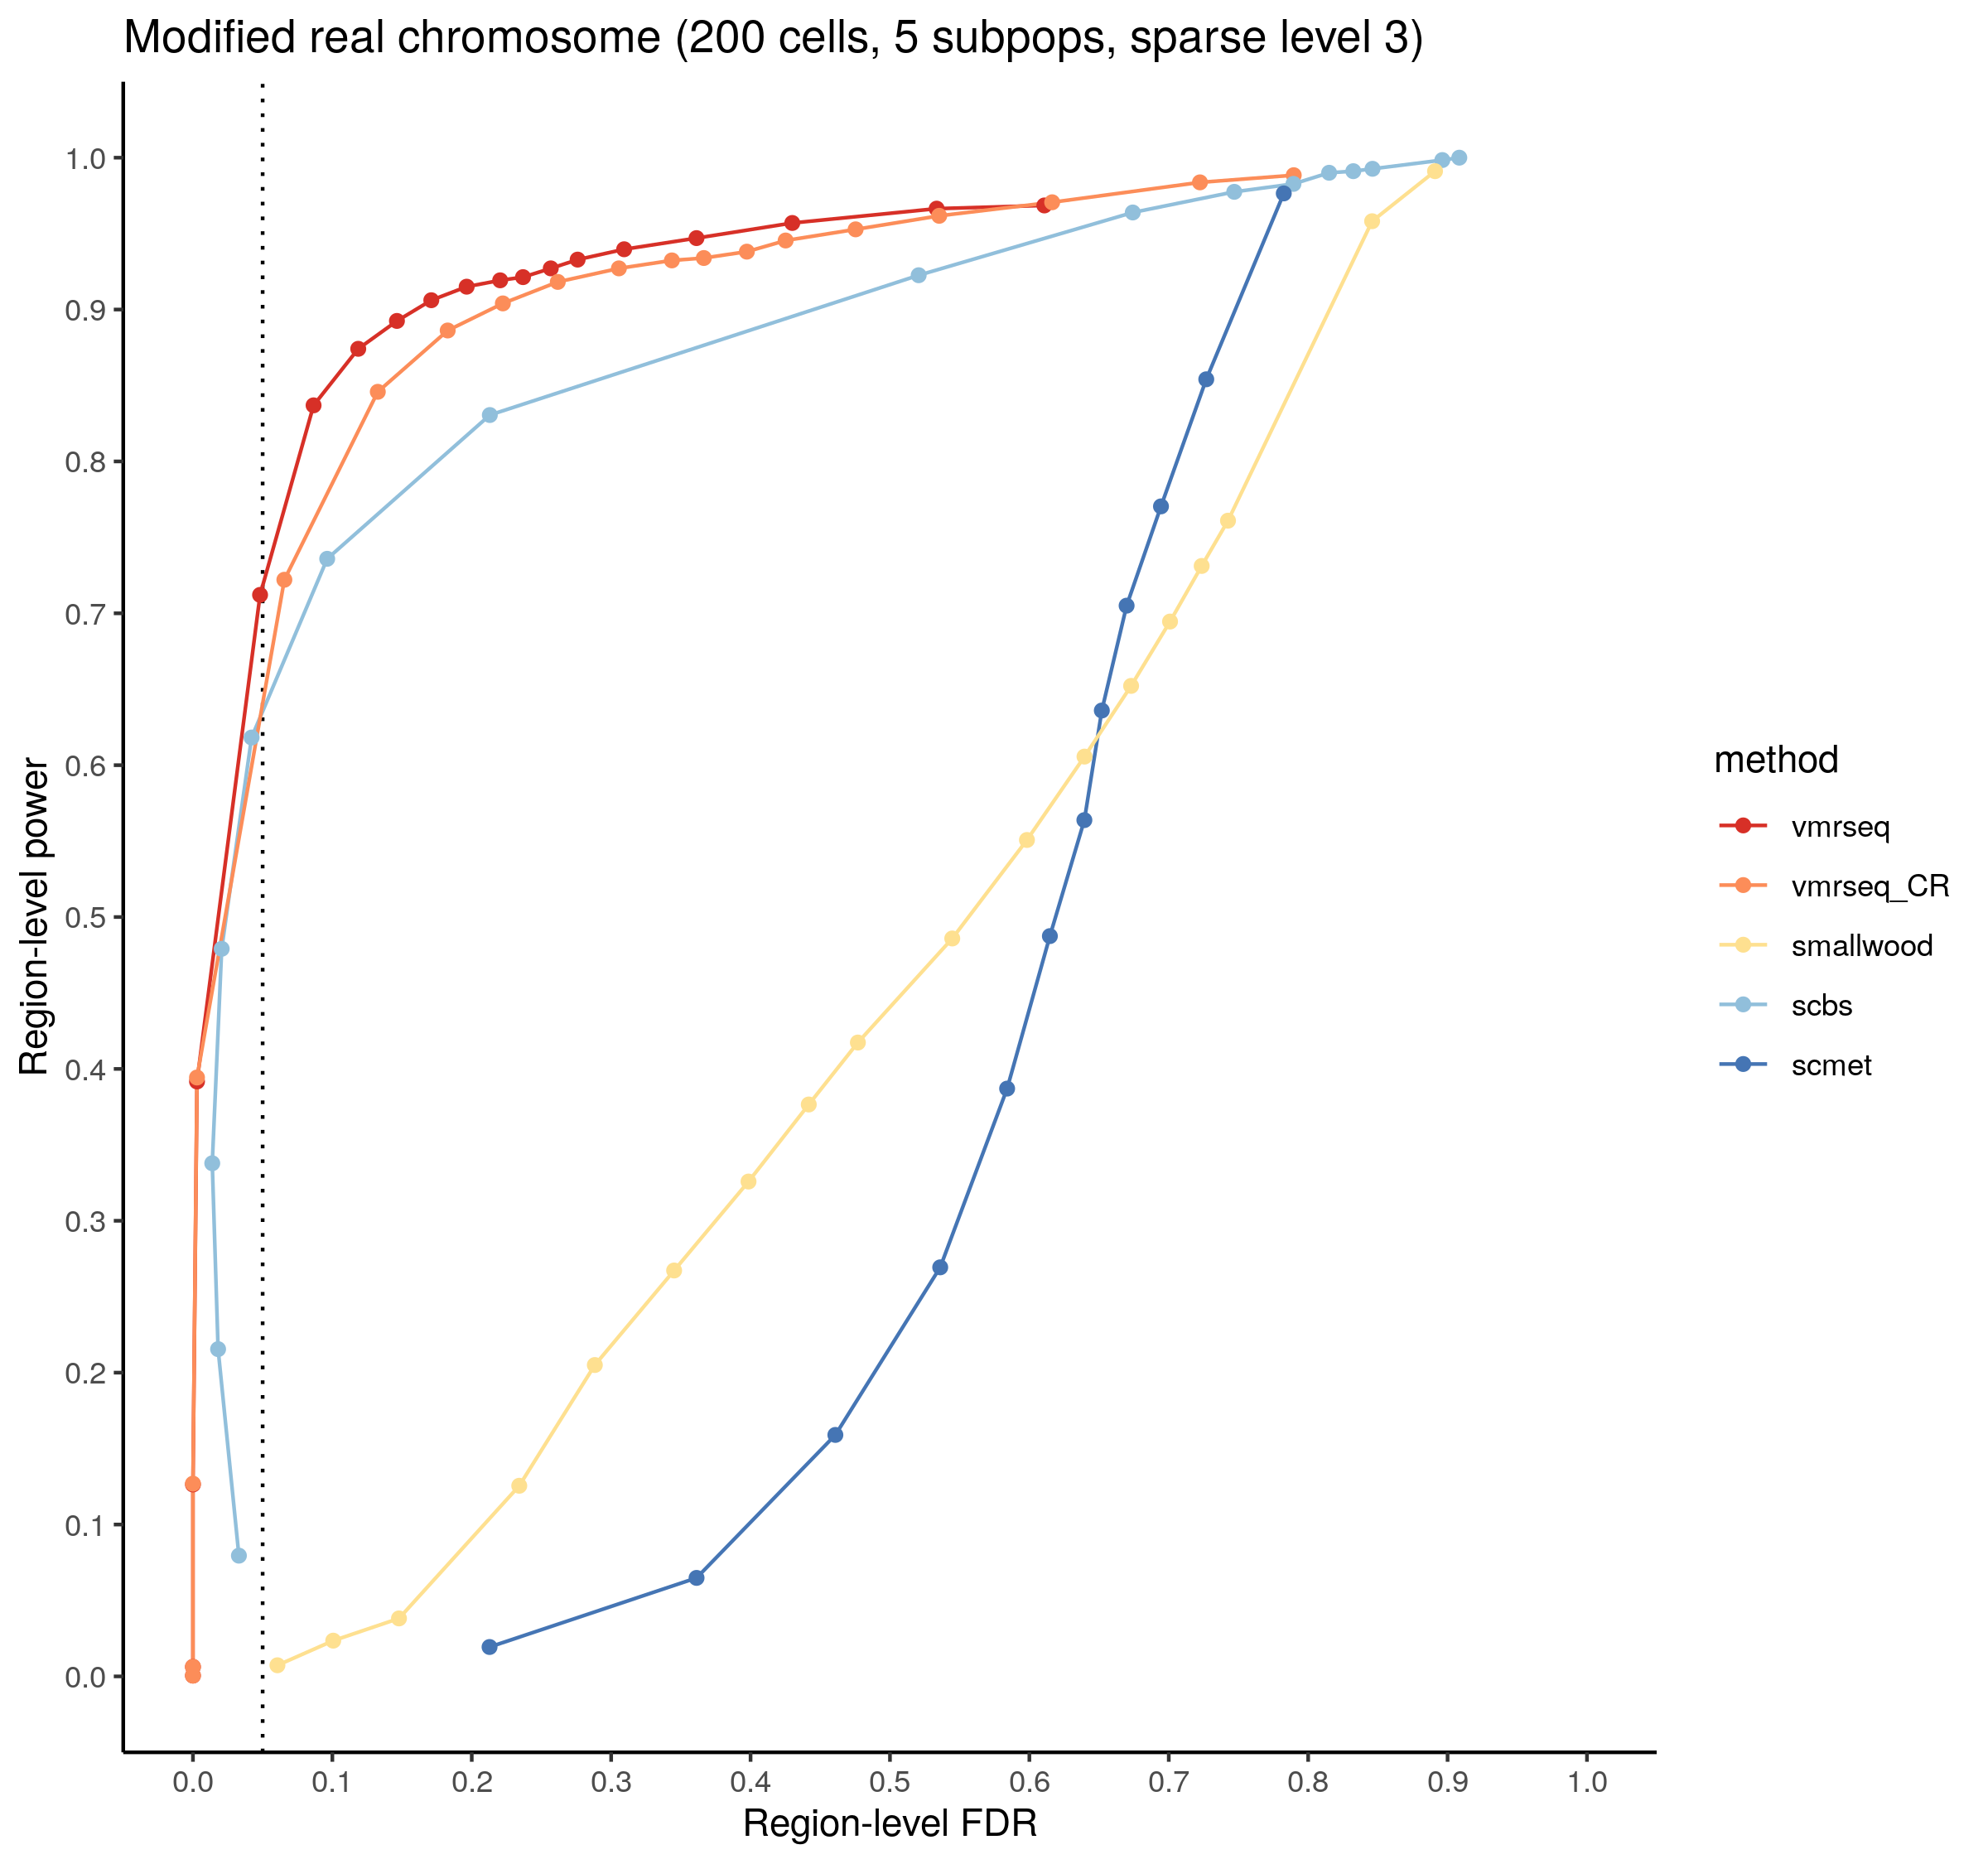 Modified real chromosome (200 cells, 5 subpops, sparse level 3)
Region-level power
1.0
0.9
0.8
0.7
0.6
0.5
0.4
0.3
0.2
0.1
0.0
0.0 0.1 0.2 0.3 0.4 0.5 0.6 0.7 0.8 0.9 1.0
Region-level FDR
method
vmrseq
vmrseq_CR
smallwood
scbs
scmet